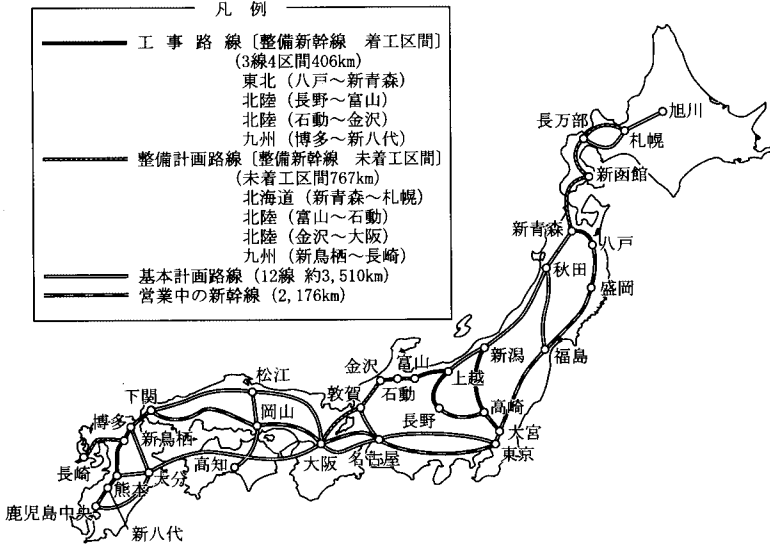 凡例
工事路線〔整備新幹線 着工区間〕
(3線4区間406km)
東北（八戸～新青森）
北陸（長野～富山）
北陸（石動～金沢）
九州（博多～新八代）
整備計画路線〔整備新幹線 未着工区間〕
(未着工区間767km)
北海道（新青森～札幌）
北陸（富山～石動）
北陸（金沢～大阪）
九州（新鳥栖～長崎）
基本計画路線（12線 約3,510km）
営業中の新幹線（2,176km）
旭川
長万部
札幌
新函館
新青森
八戸
秋田
盛岡
新潟
福島
金沢
富山
上越
石動
松江
敦賀
下関
岡山
長野
高崎
博多
新鳥栖
大宮
東京
長崎
大分
高知
大阪
名古屋
熊本
鹿児島中央
新八代